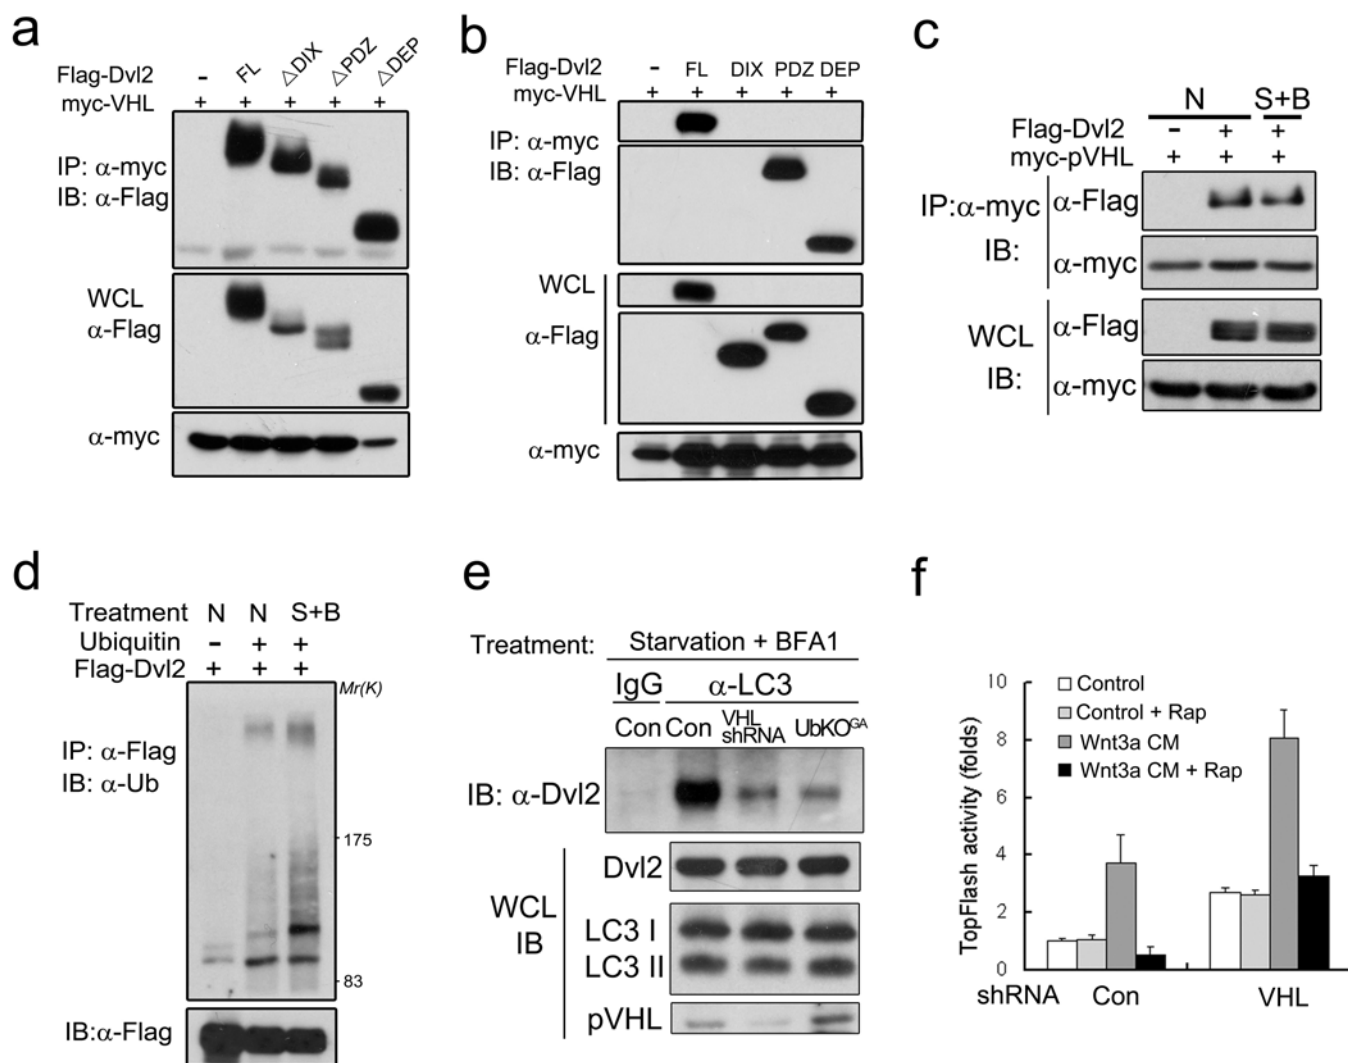 a
Flag-Dvl2 - FL △DIX △PDZ △DEP
myc-VHL + + + + +
IP: α-myc
IB: α-Flag
WCL
α-Flag
α-myc
b
Flag-Dvl2 - FL DIX PDZ DEP
myc-VHL + + + + +
IP: α-myc
IB: α-Flag
WCL
α-Flag
α-myc
c
N S+B
Flag-Dvl2 - + +
myc-pVHL + + +
IP:α-myc α-Flag
IB: α-myc
WCL α-Flag
IB: α-myc
d
Treatment N N S+B
Ubiquitin - + +
Flag-Dvl2 + + +
Mr(K)
IP: α-Flag
IB: α-Ub
175
83
IB:α-Flag
e
Treatment: Starvation + BFA1
IgG α-LC3
Con Con VHL shRNA UbKO^GA
IB: α-Dvl2
Dvl2
WCL
IB
LC3 I
LC3 II
pVHL
f
TopFlash activity (folds)
10
8
6
4
2
0
Control
Control + Rap
Wnt3a CM
Wnt3a CM + Rap
shRNA Con VHL